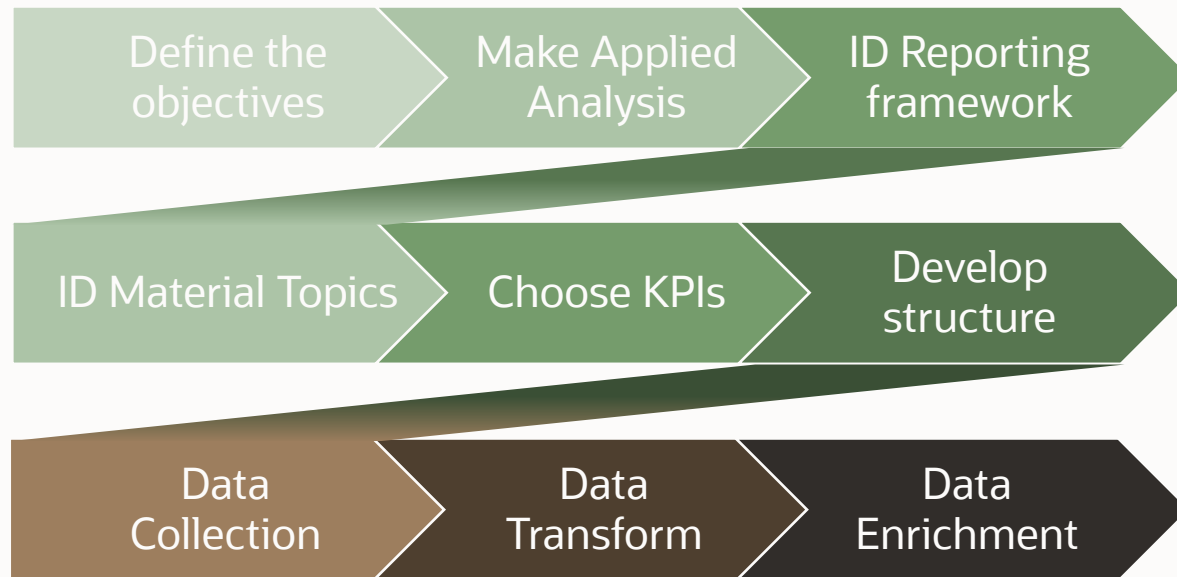 Define the
objectives
Make Applied
Analysis
ID Reporting
framework
ID Material Topics
Choose KPIs
Develop
structure
Data
Collection
Data
Transform
Data
Enrichment